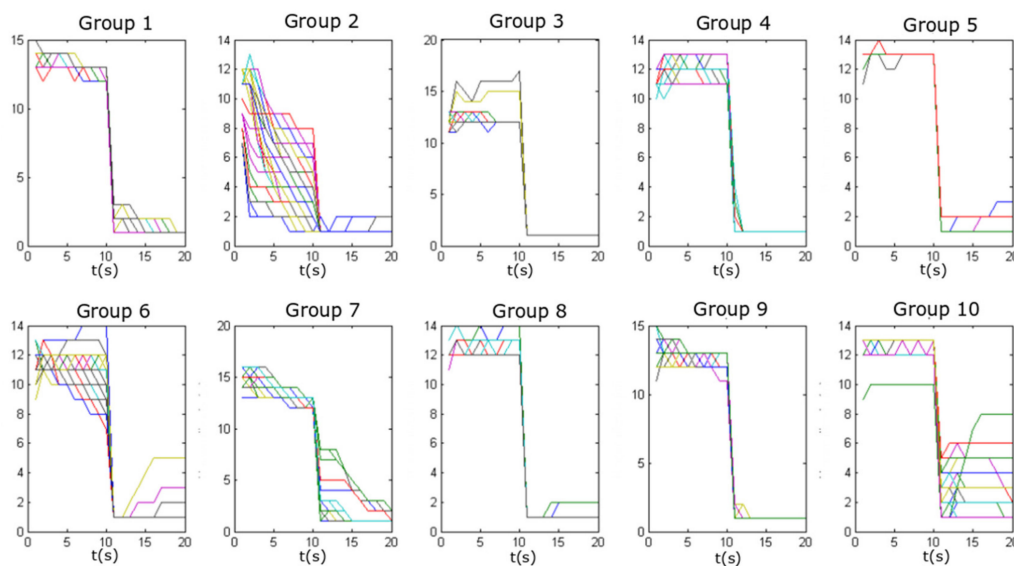 Group 1 Group 2 Group 3 Group 4 Group 5
15 14 20 14 14
12 12 12
10 10 15 10 10
8 10 8 8
6 6 6
5 4 5 4 4
2 2 2
0 0 0 0 0
0 5 10 15 20 0 5 10 15 20 0 5 10 15 20 0 5 10 15 20 0 5 10 15 20
t(s) t(s) t(s) t(s) t(s)
Group 6 Group 7 Group 8 Group 9 Group 10
14 20 14 15 14
12 12 12
10 15 10 10 10
8 10 8 8
6 6 6
4 5 4 5 4
2 2 2
0 0 0 0 0
0 5 10 15 20 0 5 10 15 20 0 5 10 15 20 0 5 10 15 20 0 5 10 15 20
t(s) t(s) t(s) t(s) t(s)